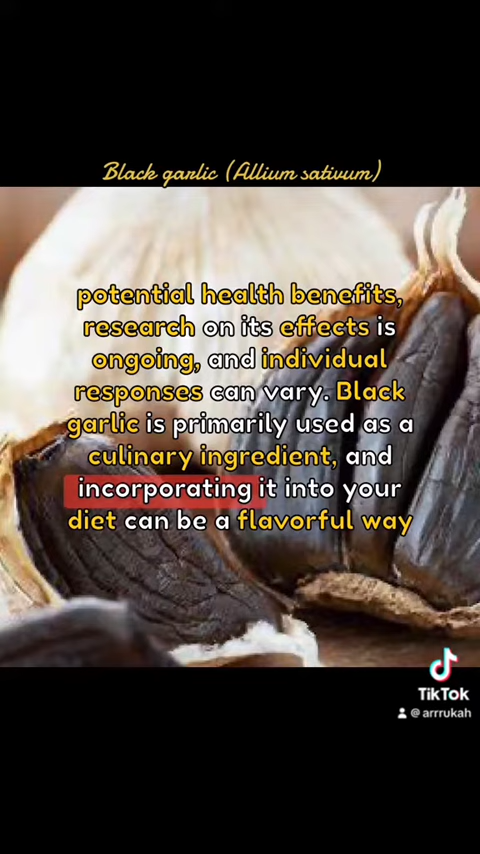 Black garlic (Allium sativum)
potential health benefits,
research on its effects is
ongoing, and individual
responses can vary. Black
garlic is primarily used as a
culinary ingredient, and
incorporating it into your
diet can be a flavorful way
TikTok
@ arrrukah